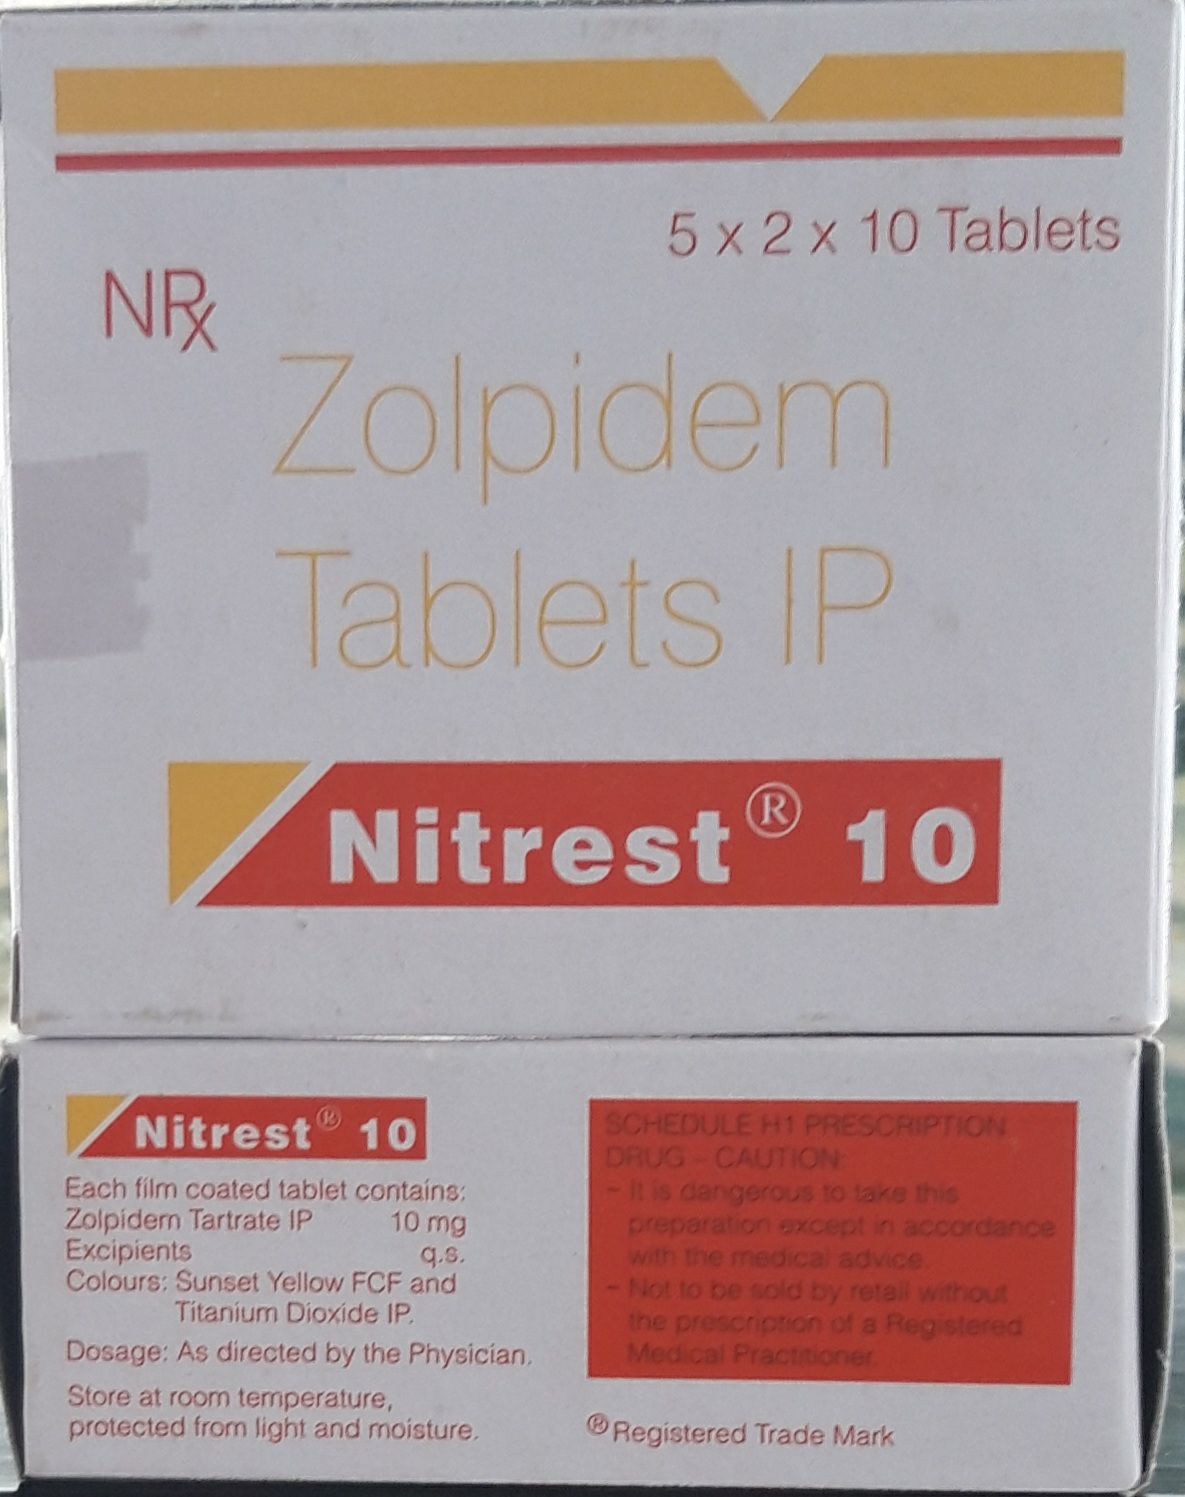 5 x 2 x 10 Tablets
NRx
Zolpidem
Tablets IP
Nitrest® 10
Nitrest® 10
Each film coated tablet contains:
Zolpidem Tartrate IP 10 mg
Excipients q.s.
Colours: Sunset Yellow FCF and
Titanium Dioxide IP.
Dosage: As directed by the Physician.
Store at room temperature,
protected from light and moisture.
SCHEDULE H1 PRESCRIPTION
DRUG - CAUTION:
- It is dangerous to take this
preparation except in accordance
with the medical advice.
- Not to be sold by retail without
the prescription of a Registered
Medical Practitioner.
® Registered Trade Mark